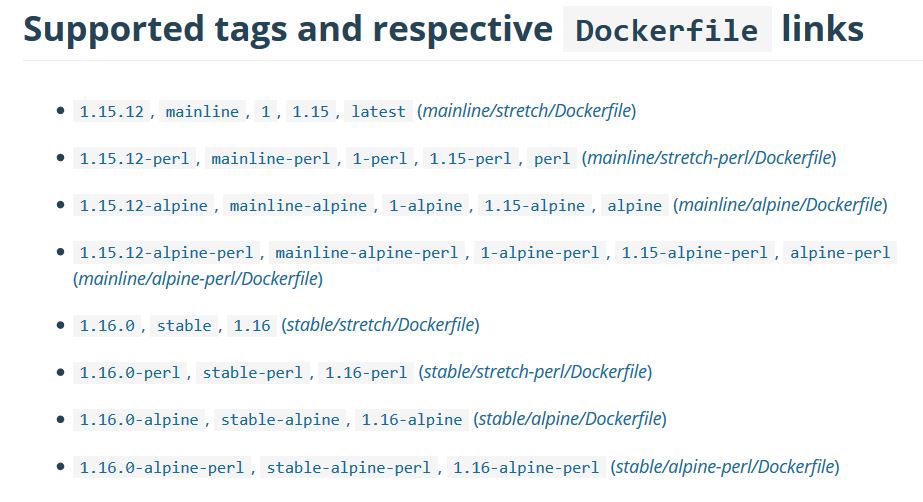 Supported tags and respective Dockerfile links
• 1.15.12 , mainline , 1 , 1.15 , latest (mainline/stretch/Dockerfile)
• 1.15.12-perl , mainline-perl , 1-perl , 1.15-perl , perl (mainline/stretch-perl/Dockerfile)
• 1.15.12-alpine , mainline-alpine , 1-alpine , 1.15-alpine , alpine (mainline/alpine/Dockerfile)
• 1.15.12-alpine-perl , mainline-alpine-perl , 1-alpine-perl , 1.15-alpine-perl , alpine-perl
(mainline/alpine-perl/Dockerfile)
• 1.16.0 , stable , 1.16 (stable/stretch/Dockerfile)
• 1.16.0-perl , stable-perl , 1.16-perl (stable/stretch-perl/Dockerfile)
• 1.16.0-alpine , stable-alpine , 1.16-alpine (stable/alpine/Dockerfile)
• 1.16.0-alpine-perl , stable-alpine-perl , 1.16-alpine-perl (stable/alpine-perl/Dockerfile)